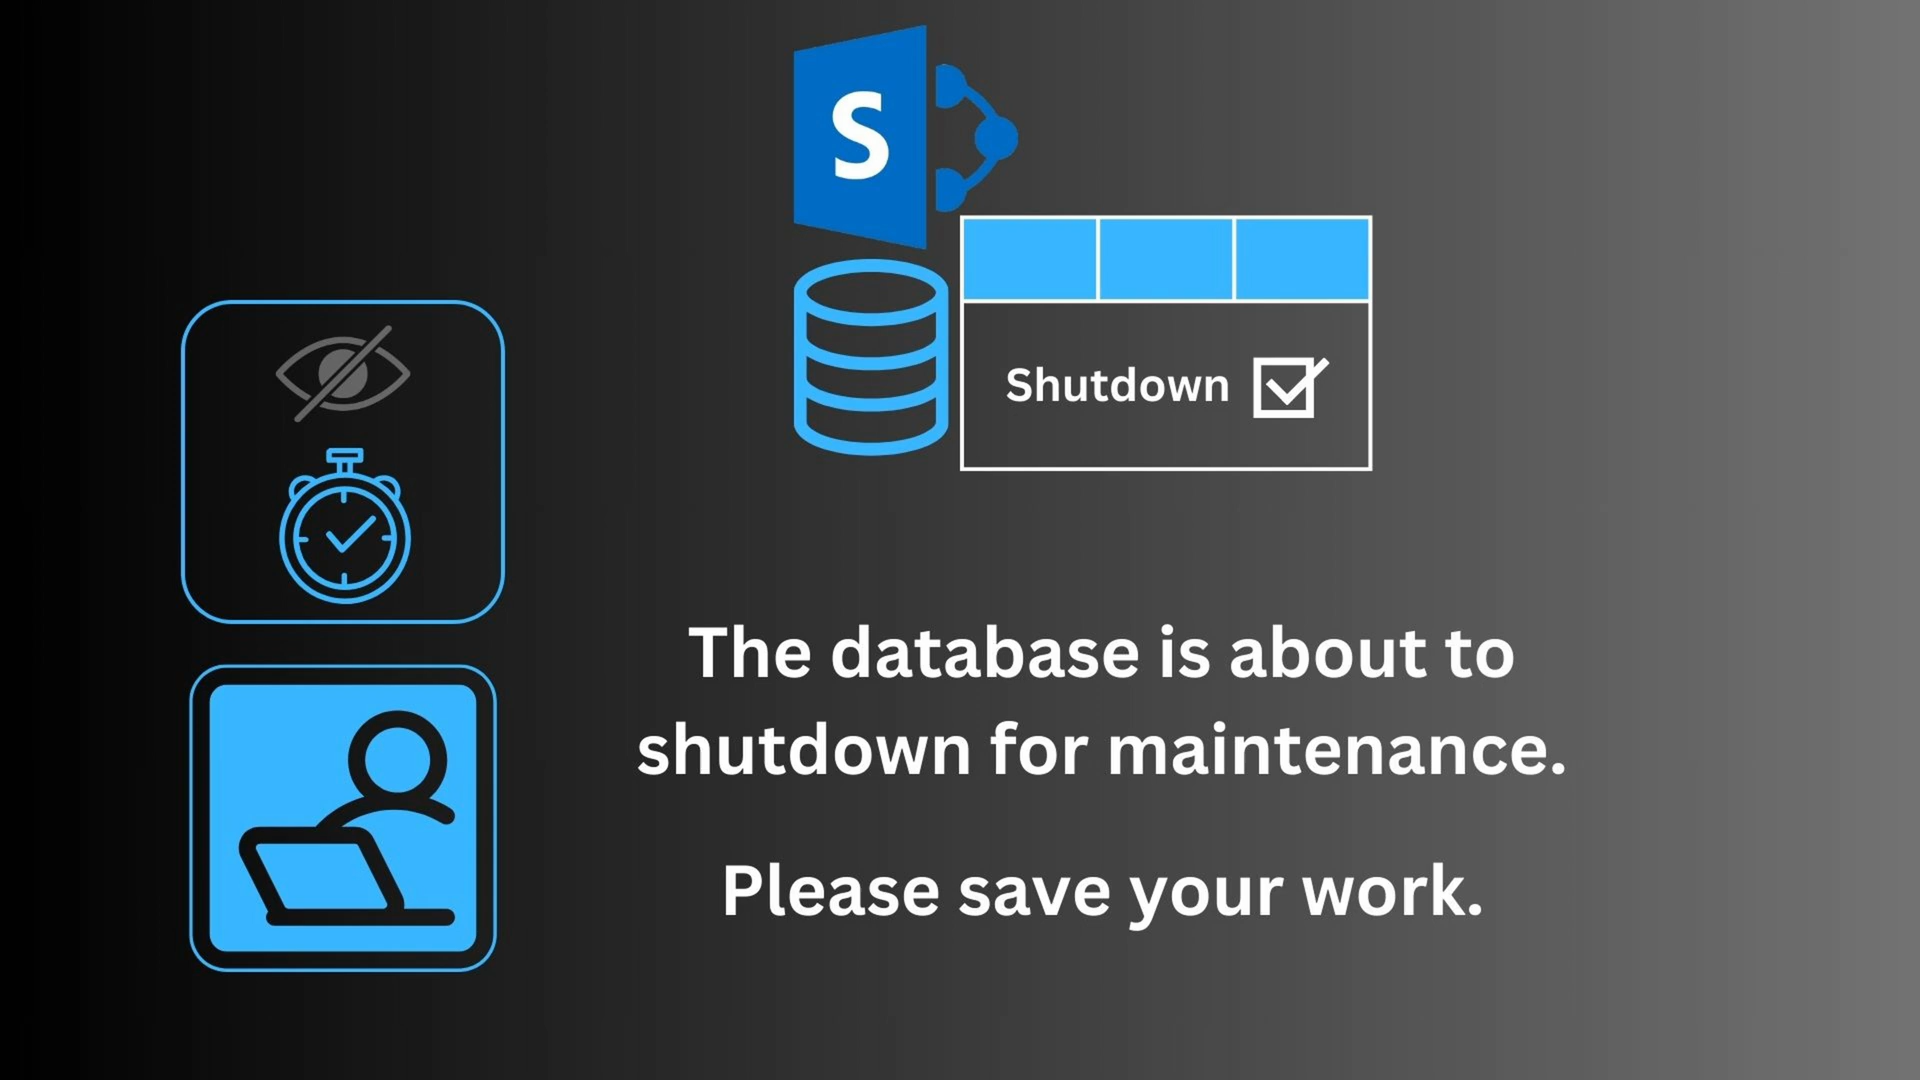 S
Shutdown
The database is about to
shutdown for maintenance.
Please save your work.